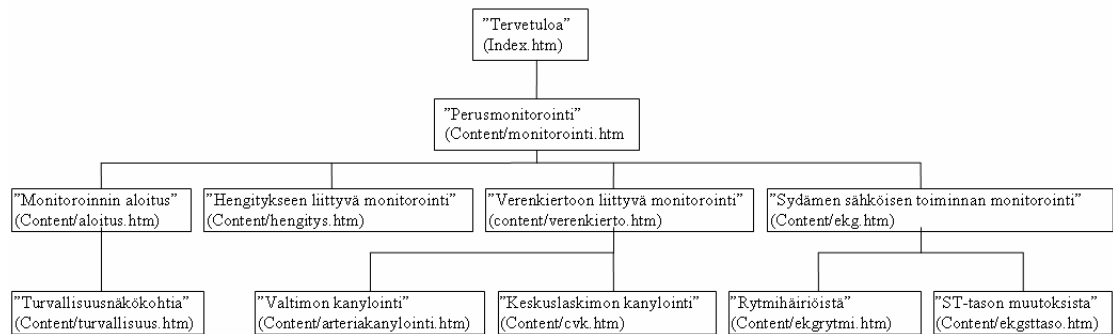 "Tervetuloa"
(Index.htm)
"Perusmonitorointi"
(Content/monitorointi.htm
"Monitoroinnin aloitus"
(Content/aloitus.htm)
"Hengitykseen liittyvä monitorointi"
(Content/hengitys.htm)
"Verenkiertoon liittyvä monitorointi"
(content/verenkierto.htm)
"Sydämen sähköisen toiminnan monitorointi"
(Content/ekg.htm)
"Turvallisuusnäkökohtia"
(Content/turvallisuus.htm)
"Valtimon kanylointi"
(Content/arteriakanylointi.htm)
"Keskuslaskimon kanylointi"
(Content/cvk.htm)
"Rytmihäiriöistä"
(Content/ekgrytmi.htm)
"ST-tason muutoksista"
(Content/ekgsttaso.htm)